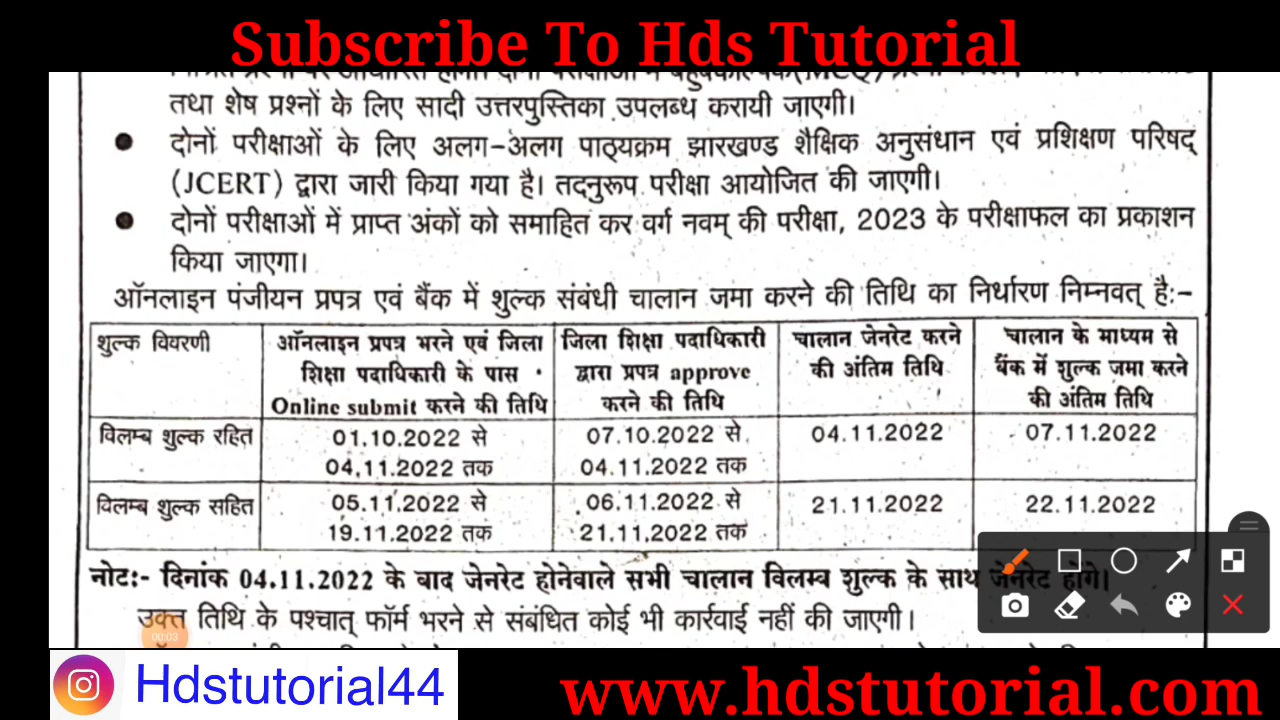 Subscribe To Hds Tutorial
तथा शेष प्रश्नों के लिए सादी उत्तरपुस्तिका उपलब्ध करायी जाएगी।
● दोनों परीक्षाओं के लिए अलग-अलग पाठ्यक्रम झारखण्ड शैक्षिक अनुसंधान एवं प्रशिक्षण परिषद्
(JCERT) द्वारा जारी किया गया है। तद्नुरूप परीक्षा आयोजित की जाएगी।
● दोनों परीक्षाओं में प्राप्त अंकों को समाहित कर वर्ग नवम् की परीक्षा, 2023 के परीक्षाफल का प्रकाशन
किया जाएगा।
ऑनलाइन पंजीयन प्रपत्र एवं बैंक में शुल्क संबंधी चालान जमा करने की तिथि का निर्धारण निम्नवत् है:-
शुल्क विवरणी
ऑनलाइन प्रपत्र भरने एवं जिला
शिक्षा पदाधिकारी के पास
Online submit करने की तिथि
जिला शिक्षा पदाधिकारी
द्वारा प्रपत्र approve
करने की तिथि
चालान जेनरेट करने
की अंतिम तिथि
चालान के माध्यम से
बैंक में शुल्क जमा करने
की अंतिम तिथि
विलम्ब शुल्क रहित
01.10.2022 से
04.11.2022 तक
07.10.2022 से
04.11.2022 तक
04.11.2022
07.11.2022
विलम्ब शुल्क सहित
05.11.2022 से
19.11.2022 तक
06.11.2022 से
21.11.2022 तक
21.11.2022
22.11.2022
नोट:- दिनांक 04.11.2022 के बाद जेनरेट होनेवाले सभी चालान विलम्ब शुल्क के साथ जेनरेट होंगे।
उक्त तिथि के पश्चात् फॉर्म भरने से संबंधित कोई भी कार्रवाई नहीं की जाएगी।
00:03
Hdstutorial44
www.hdstutorial.com